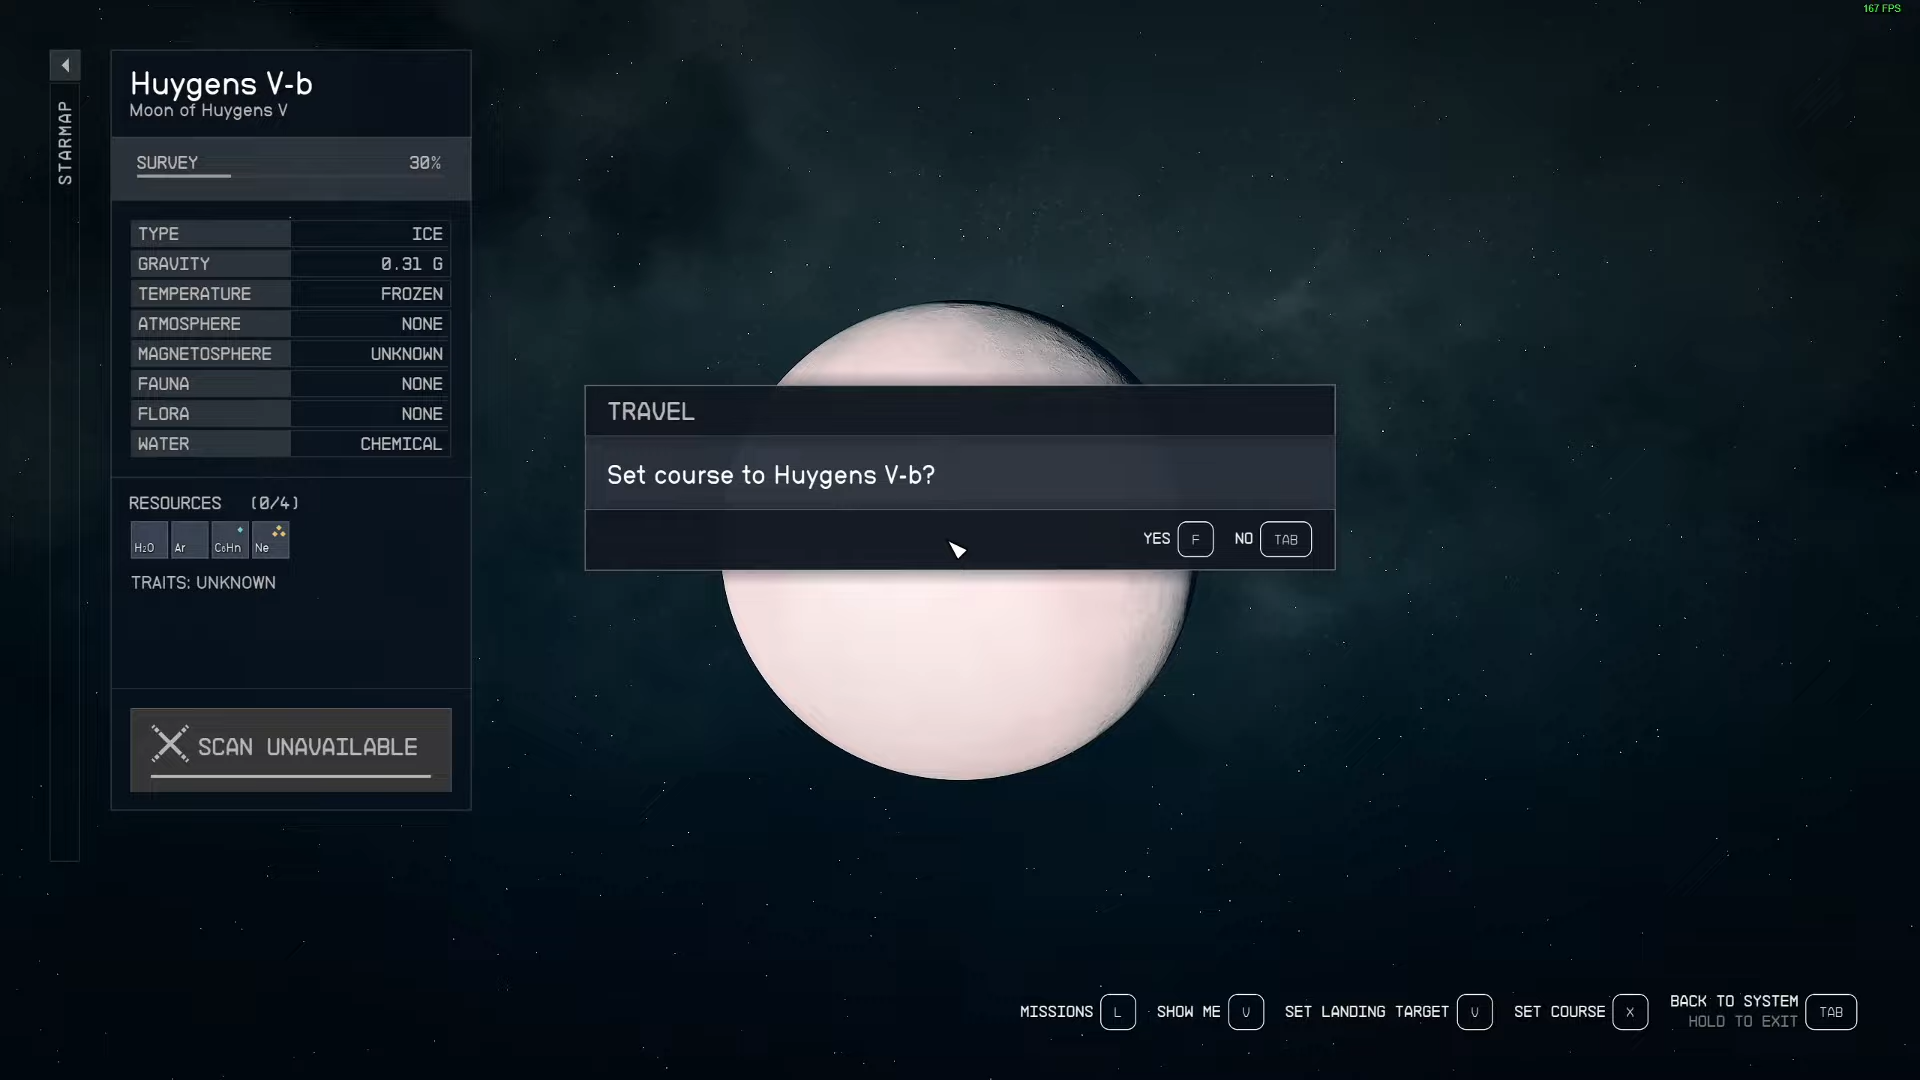 167 FPS
STARMAP
Huygens V-b
Moon of Huygens V
SURVEY 30%
TYPE ICE
GRAVITY 0.31 G
TEMPERATURE FROZEN
ATMOSPHERE NONE
MAGNETOSPHERE UNKNOWN
FAUNA NONE
FLORA NONE
WATER CHEMICAL
RESOURCES (0/4)
H₂O Ar C₆Hn Ne
TRAITS: UNKNOWN
SCAN UNAVAILABLE
TRAVEL
Set course to Huygens V-b?
YES F NO TAB
MISSIONS L SHOW ME V SET LANDING TARGET V SET COURSE X BACK TO SYSTEM TAB
HOLD TO EXIT